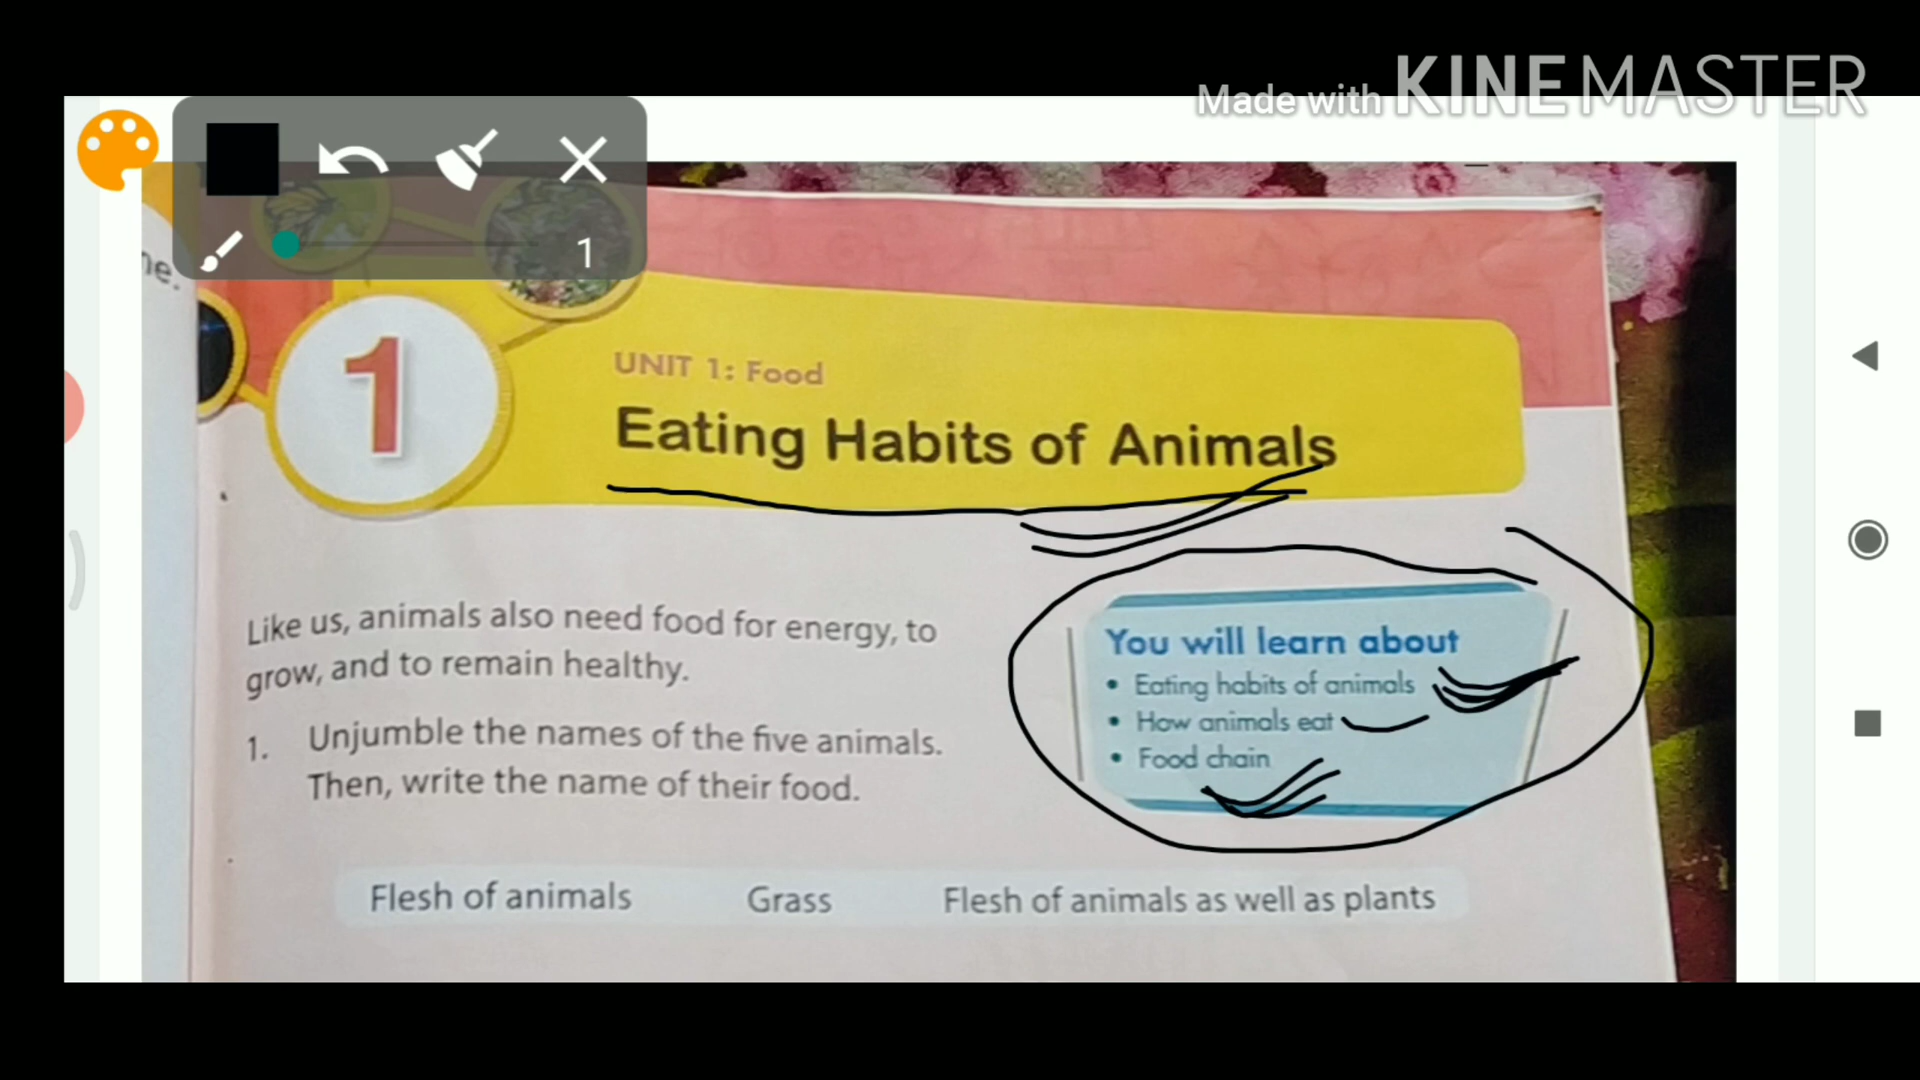 Made with KINEMASTER
1
he.
1
UNIT 1: Food
Eating Habits of Animals
Like us, animals also need food for energy, to
grow, and to remain healthy.
1. Unjumble the names of the five animals.
Then, write the name of their food.
You will learn about
• Eating habits of animals
• How animals eat
• Food chain
Flesh of animals Grass Flesh of animals as well as plants